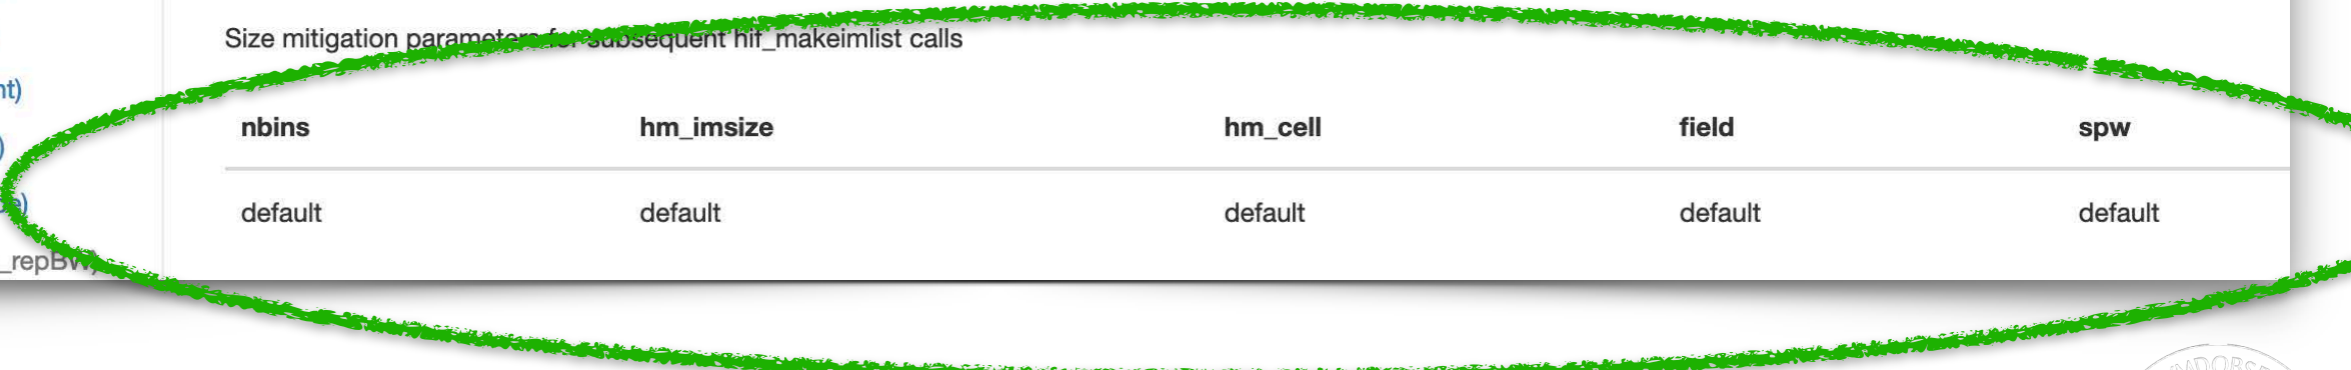 Size mitigation parameters for subsequent hif_makeimlist calls
nt)
nbins hm_imsize hm_cell field spw
)
default default default default default
_repBW)